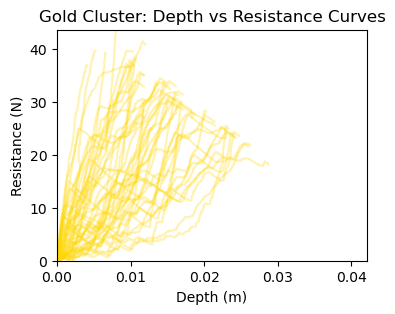 Gold Cluster: Depth vs Resistance Curves
40
30
20
10
0
Resistance (N)
0.00 0.01 0.02 0.03 0.04
Depth (m)